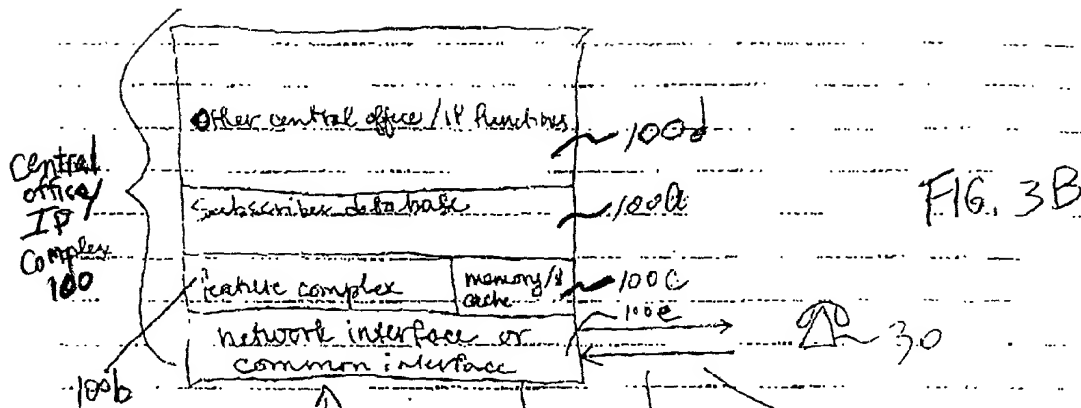 Other central office / IP functions
100d
central
office/
IP
Complex
100
Subscriber database
100a
FIG. 3B
feature complex
memory/
cache
100c
100e
network interface or
common interface
30
100b